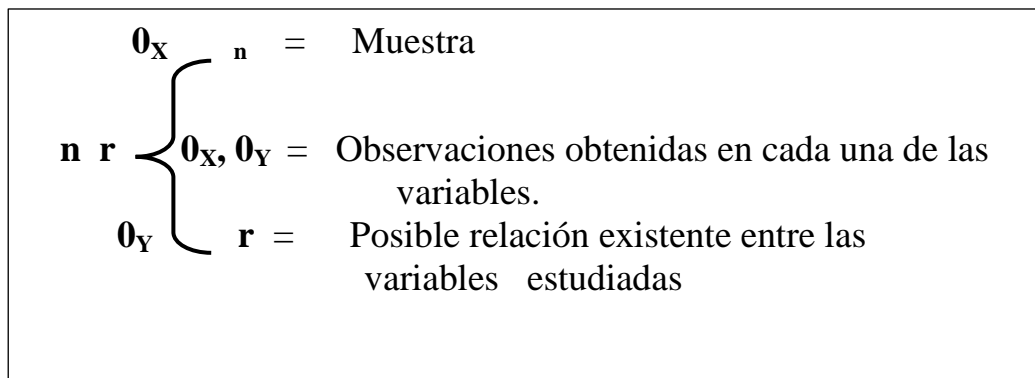 0X n = Muestra
n r 0X, 0Y = Observaciones obtenidas en cada una de las
variables.
0Y r = Posible relación existente entre las
variables estudiadas